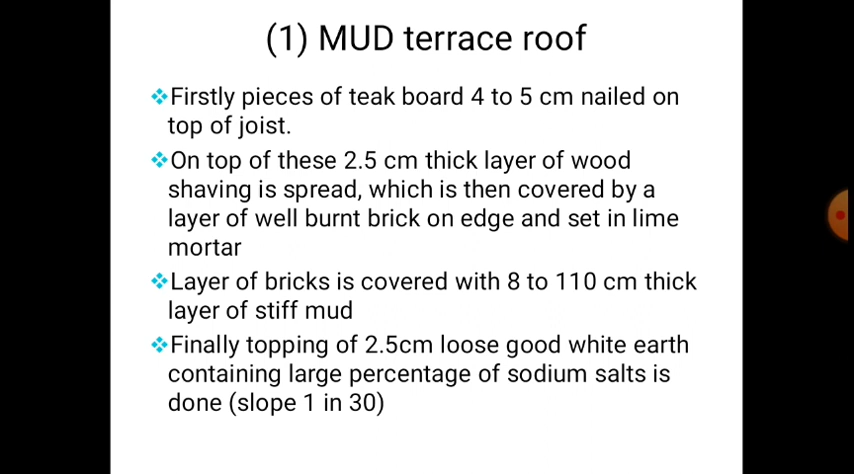 (1) MUD terrace roof
❖Firstly pieces of teak board 4 to 5 cm nailed on
top of joist.
❖On top of these 2.5 cm thick layer of wood
shaving is spread, which is then covered by a
layer of well burnt brick on edge and set in lime
mortar
❖Layer of bricks is covered with 8 to 110 cm thick
layer of stiff mud
❖Finally topping of 2.5cm loose good white earth
containing large percentage of sodium salts is
done (slope 1 in 30)